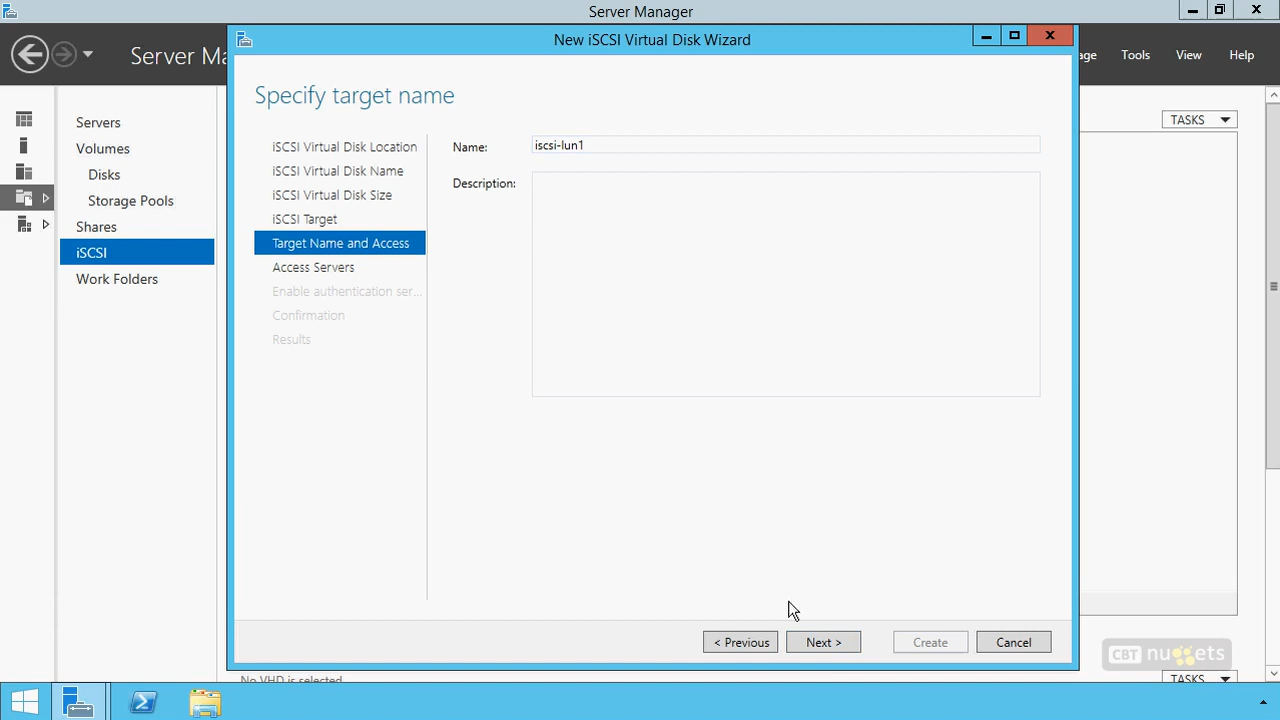 Server Manager
New iSCSI Virtual Disk Wizard
Server Ma
age Tools View Help
Specify target name
TASKS
Servers
Volumes
Disks
Storage Pools
Shares
iSCSI
Work Folders
iSCSI Virtual Disk Location
iSCSI Virtual Disk Name
iSCSI Virtual Disk Size
iSCSI Target
Target Name and Access
Access Servers
Enable authentication ser...
Confirmation
Results
Name: iscsi-lun1
Description:
< Previous Next > Create Cancel
CBT nuggets
No VHD is selected.
TASKS